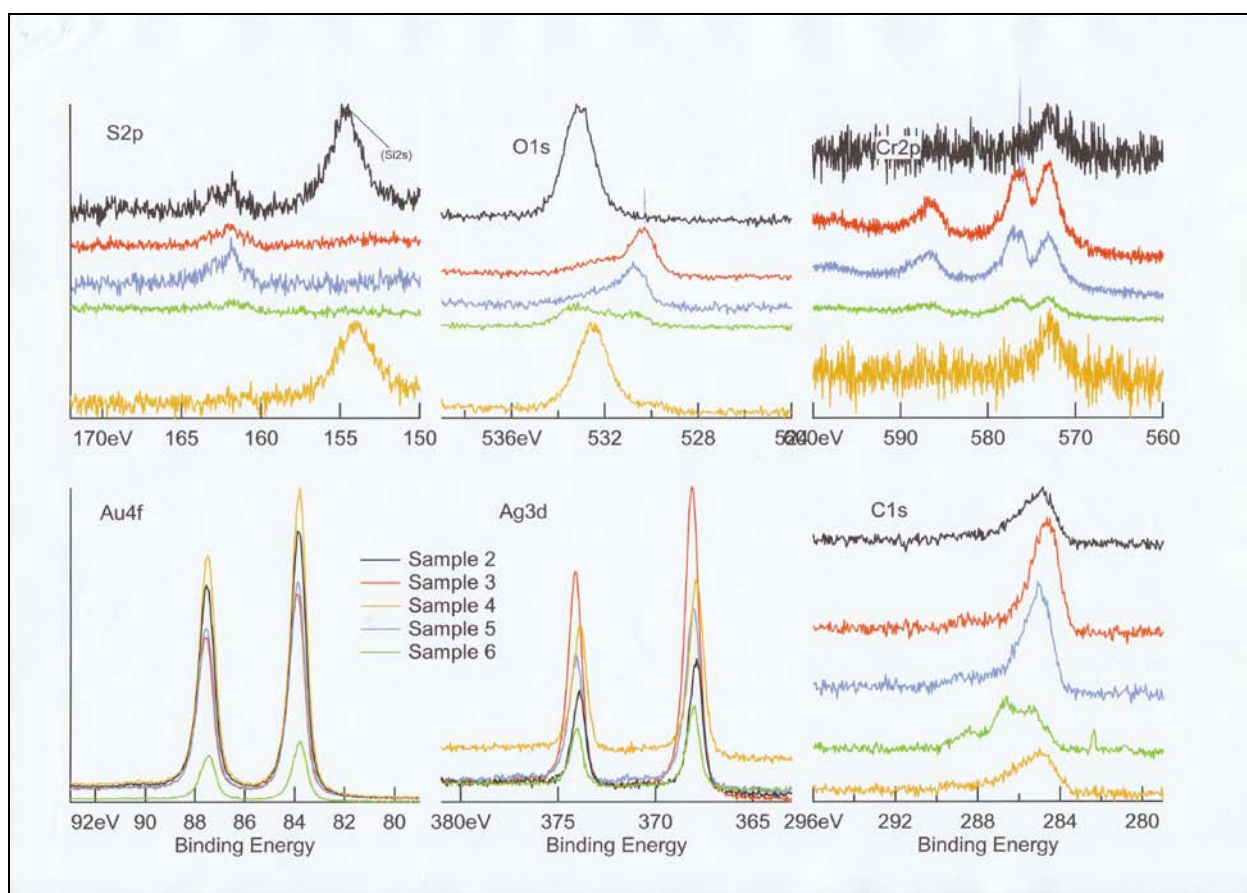 S2p
(Si2s)
O1s
Cr2p
170eV 165 160 155 150
536eV 532 528 524
600eV 590 580 570 560
Au4f
Ag3d
C1s
Sample 2
Sample 3
Sample 4
Sample 5
Sample 6
92eV 90 88 86 84 82 80
380eV 375 370 365
296eV 292 288 284 280
Binding Energy
Binding Energy
Binding Energy